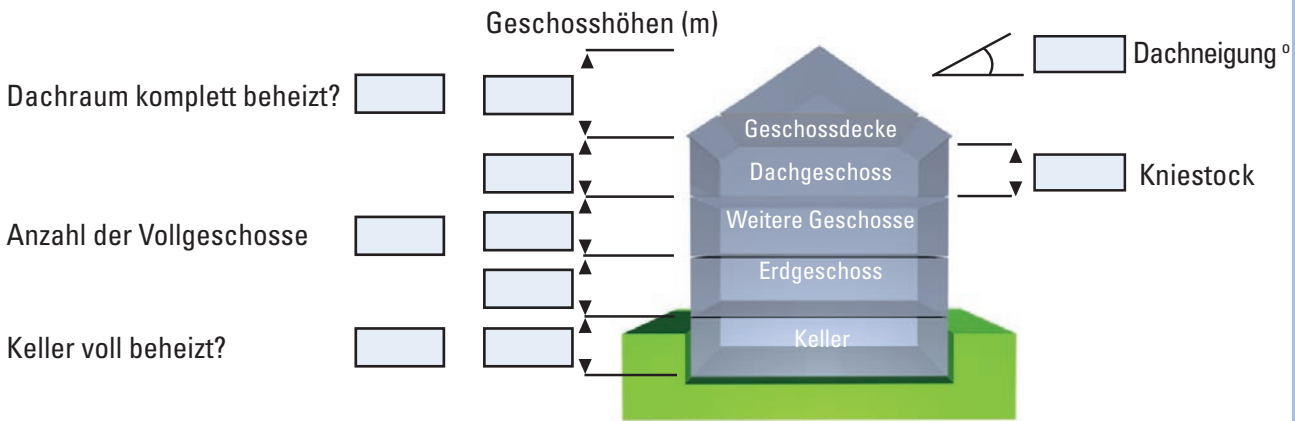 Geschosshöhen (m)
Dachneigung °
Dachraum komplett beheizt?
Geschossdecke
Dachgeschoss
Kniestock
Weitere Geschosse
Anzahl der Vollgeschosse
Erdgeschoss
Keller
Keller voll beheizt?